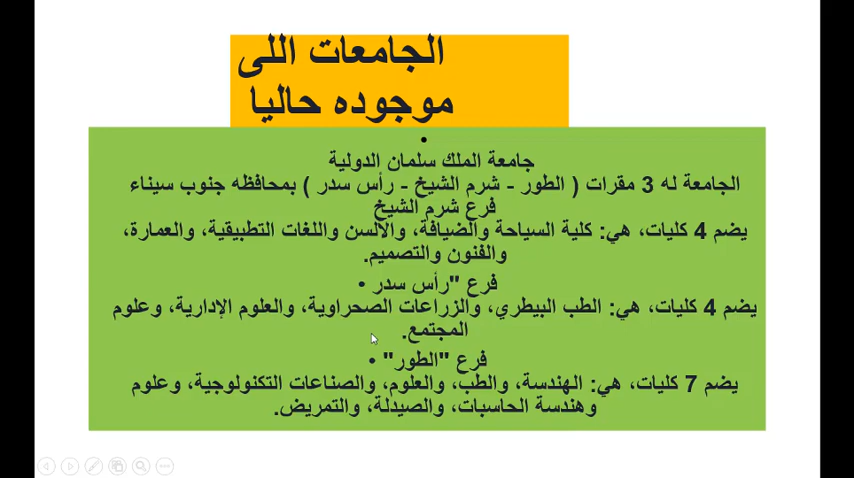 الجامعات اللى
موجوده حاليا
•
جامعة الملك سلمان الدولية
الجامعة له 3 مقرات ( الطور - شرم الشيخ - رأس سدر ) بمحافظه جنوب سيناء
فرع شرم الشيخ
يضم 4 كليات، هي: كلية السياحة والضيافة، والألسن واللغات التطبيقية، والعمارة،
والفنون والتصميم.
فرع "رأس سدر •
يضم 4 كليات، هي: الطب البيطري، والزراعات الصحراوية، والعلوم الإدارية، وعلوم
المجتمع.
فرع "الطور" •
يضم 7 كليات، هي: الهندسة، والطب، والعلوم، والصناعات التكنولوجية، وعلوم
وهندسة الحاسبات، والصيدلة، والتمريض.